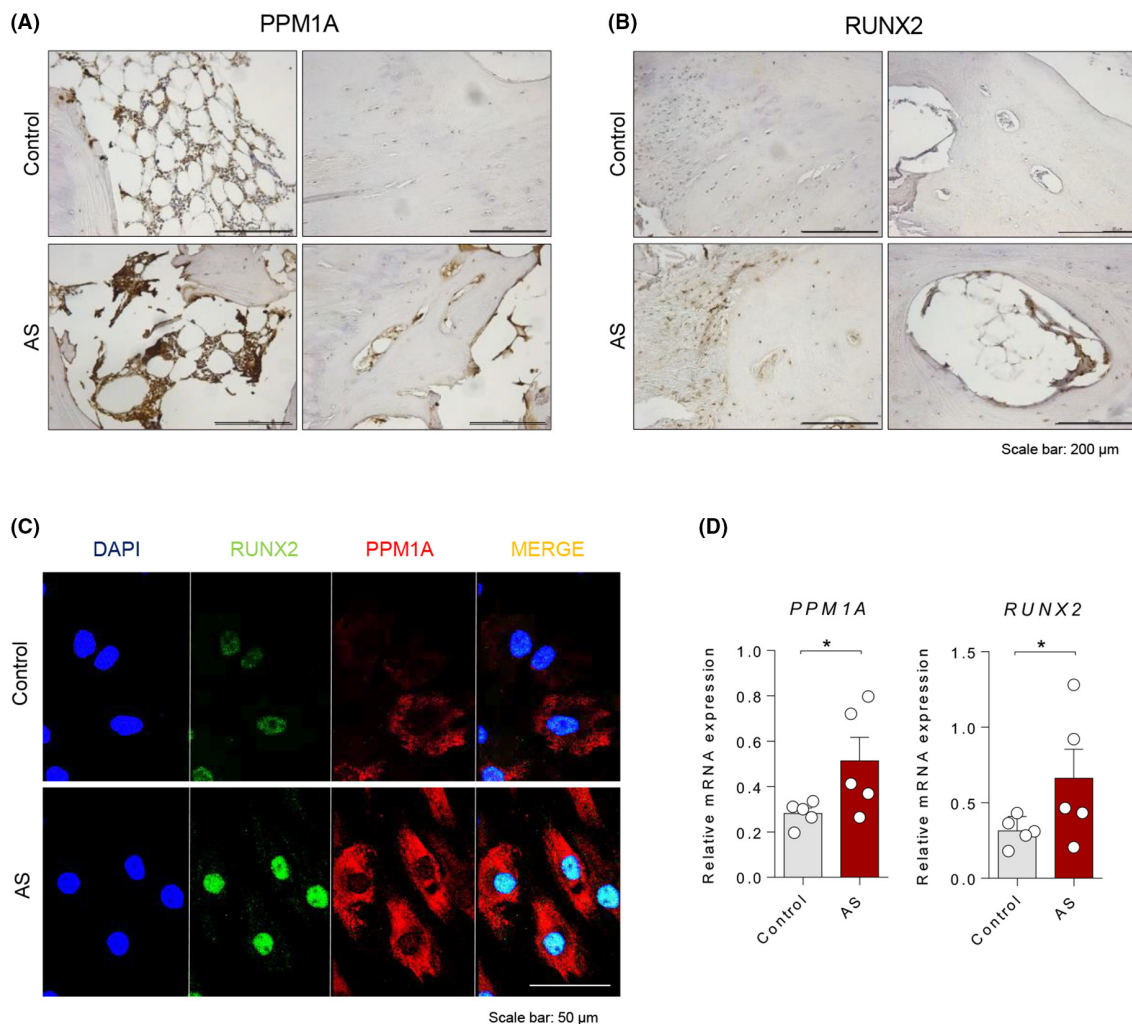 (A)
PPM1A
Control
AS
(B)
RUNX2
Control
AS
Scale bar: 200 µm
(C)
DAPI
RUNX2
PPM1A
MERGE
Control
AS
Scale bar: 50 µm
(D)
PPM1A
Relative mRNA expression
1.0
0.8
0.6
0.4
0.2
0.0
*
Control
AS
RUNX2
Relative mRNA expression
1.5
1.0
0.5
0.0
*
Control
AS